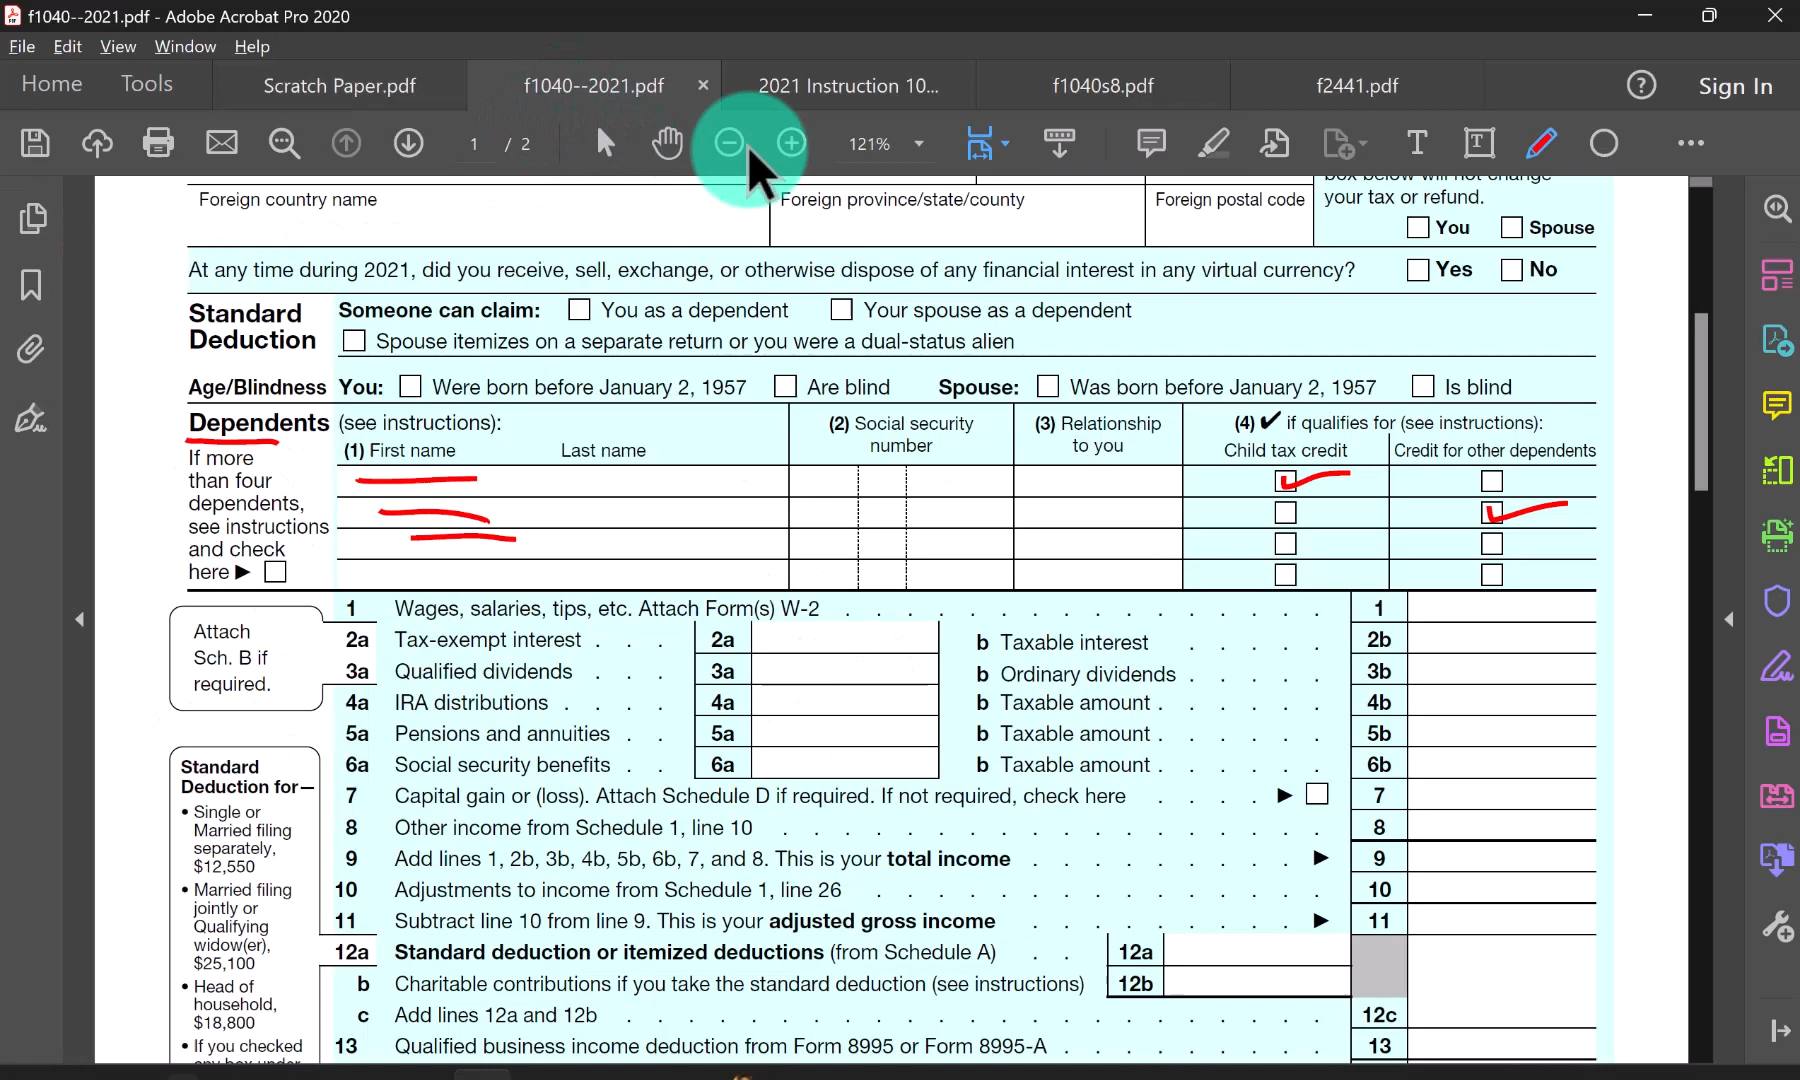 f1040--2021.pdf - Adobe Acrobat Pro 2020
File Edit View Window Help
Home Tools Scratch Paper.pdf f1040--2021.pdf × 2021 Instruction 10... f1040s8.pdf f2441.pdf ? Sign In
1 / 2 121%
Foreign country name Foreign province/state/county Foreign postal code
box below will not change
your tax or refund.
You Spouse
At any time during 2021, did you receive, sell, exchange, or otherwise dispose of any financial interest in any virtual currency? Yes No
Standard
Deduction
Someone can claim: You as a dependent Your spouse as a dependent
Spouse itemizes on a separate return or you were a dual-status alien
Age/Blindness You: Were born before January 2, 1957 Are blind Spouse: Was born before January 2, 1957 Is blind
Dependents (see instructions):
(1) First name Last name
(2) Social security
number
(3) Relationship
to you
(4) ✔ if qualifies for (see instructions):
Child tax credit Credit for other dependents
If more
than four
dependents,
see instructions
and check
here ▶
1 Wages, salaries, tips, etc. Attach Form(s) W-2 . . . . . . . . . . . . . . . . 1
Attach
Sch. B if
required.
2a Tax-exempt interest . . . 2a b Taxable interest . . . . . 2b
3a Qualified dividends . . . 3a b Ordinary dividends . . . . . 3b
4a IRA distributions . . . . 4a b Taxable amount . . . . . . 4b
5a Pensions and annuities . . 5a b Taxable amount . . . . . . 5b
6a Social security benefits . . 6a b Taxable amount . . . . . . 6b
Standard
Deduction for—
• Single or
Married filing
separately,
$12,550
• Married filing
jointly or
Qualifying
widow(er),
$25,100
• Head of
household,
$18,800
• If you checked
any box under
7 Capital gain or (loss). Attach Schedule D if required. If not required, check here . . . . ▶ 7
8 Other income from Schedule 1, line 10 . . . . . . . . . . . . . . . . . . 8
9 Add lines 1, 2b, 3b, 4b, 5b, 6b, 7, and 8. This is your total income . . . . . . . . . ▶ 9
10 Adjustments to income from Schedule 1, line 26 . . . . . . . . . . . . . . . 10
11 Subtract line 10 from line 9. This is your adjusted gross income . . . . . . . . . ▶ 11
12a Standard deduction or itemized deductions (from Schedule A) . . 12a
b Charitable contributions if you take the standard deduction (see instructions) 12b
c Add lines 12a and 12b . . . . . . . . . . . . . . . . . . . . . . . 12c
13 Qualified business income deduction from Form 8995 or Form 8995-A . . . . . . . . . 13